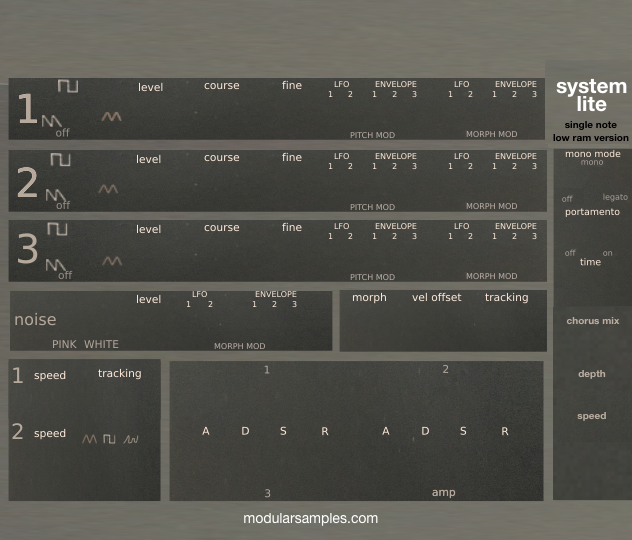 system
lite
single note
low ram version
1
off
level
course
fine
LFO
1 2
ENVELOPE
1 2 3
PITCH MOD
LFO
1 2
ENVELOPE
1 2 3
MORPH MOD
2
off
level
course
fine
LFO
1 2
ENVELOPE
1 2 3
PITCH MOD
LFO
1 2
ENVELOPE
1 2 3
MORPH MOD
3
off
level
course
fine
LFO
1 2
ENVELOPE
1 2 3
PITCH MOD
LFO
1 2
ENVELOPE
1 2 3
MORPH MOD
noise
PINK WHITE
level
LFO
1 2
ENVELOPE
1 2 3
MORPH MOD
morph vel offset tracking
1 speed tracking
2 speed
1 2
A D S R A D S R
3 amp
mono mode
mono
off legato
portamento
off on
time
chorus mix
depth
speed
modularsamples.com